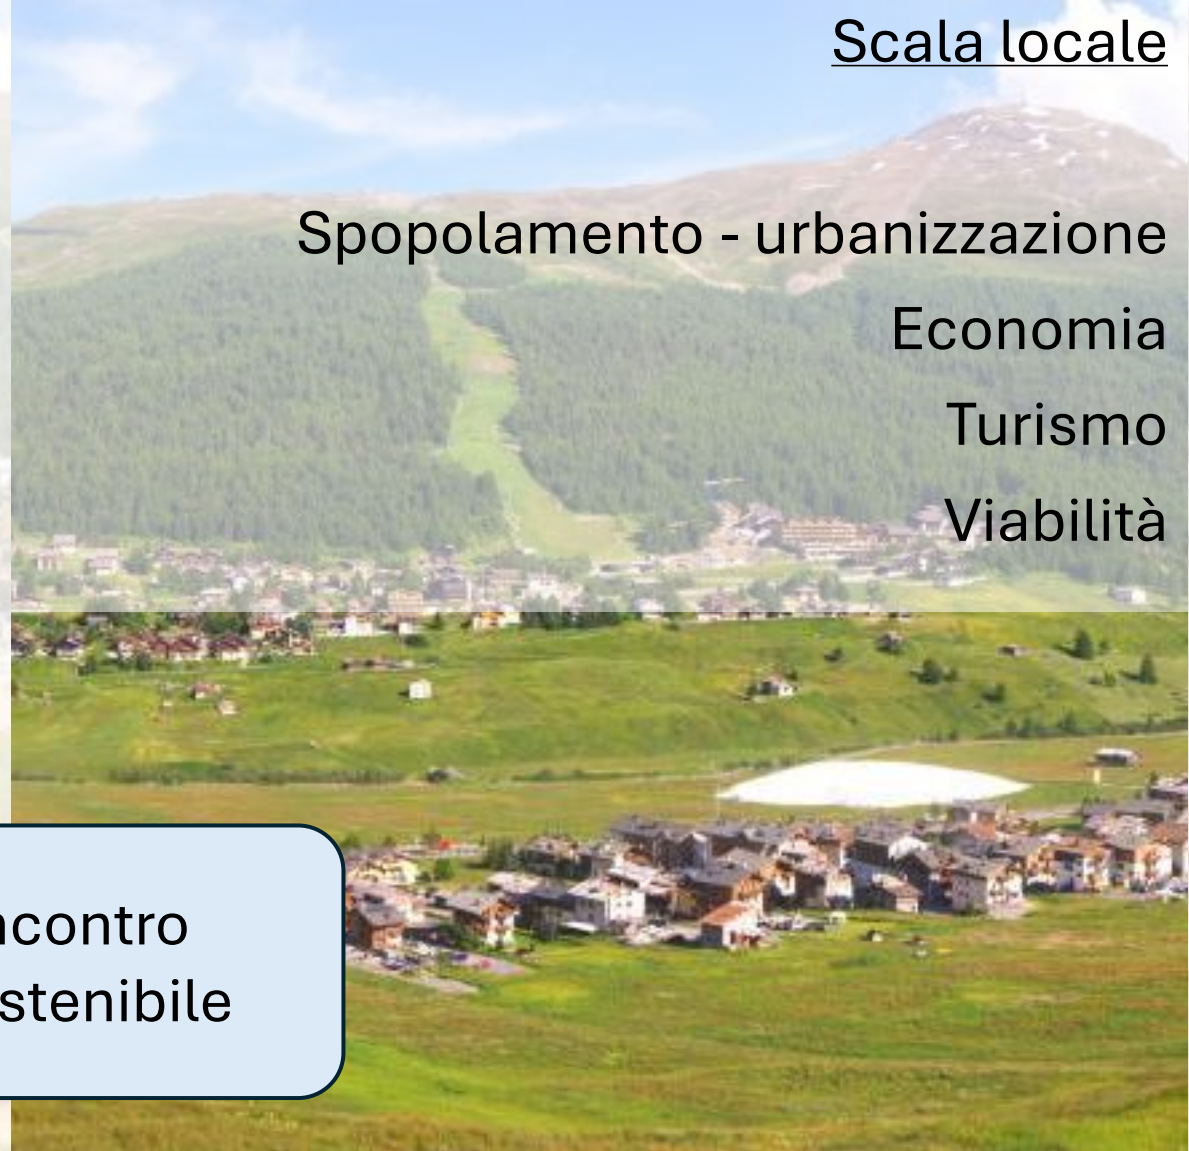 Scala locale
Spopolamento - urbanizzazione
Economia
Turismo
Viabilità
ncontro
stenibile